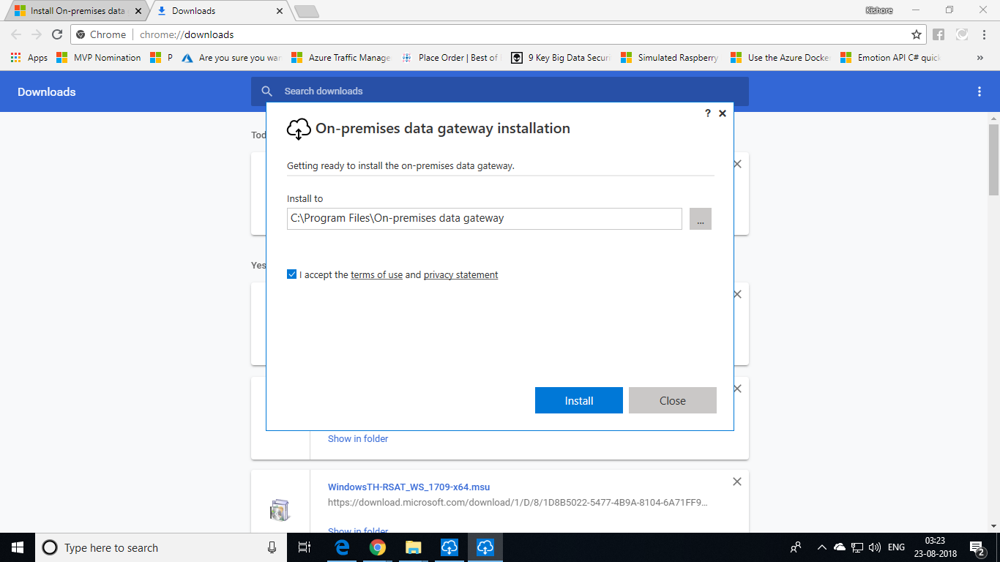 Install On-premises data
Downloads
Kishore
Chrome
chrome://downloads
Apps
MVP Nomination
P
Are you sure you wan
Azure Traffic Manage
Place Order | Best of
9 Key Big Data Securi
Simulated Raspberry
Use the Azure Docke
Emotion API C# quick
»
Downloads
Search downloads
? ×
On-premises data gateway installation
Tod
Getting ready to install the on-premises data gateway.
Install to
C:\Program Files\On-premises data gateway
...
Yes
I accept the terms of use and privacy statement
Install
Close
Show in folder
WindowsTH-RSAT_WS_1709-x64.msu
https://download.microsoft.com/download/1/D/8/1D8B5022-5477-4B9A-8104-6A71FF9…
Show in folder
Type here to search
ENG
03:23
23-08-2018
2